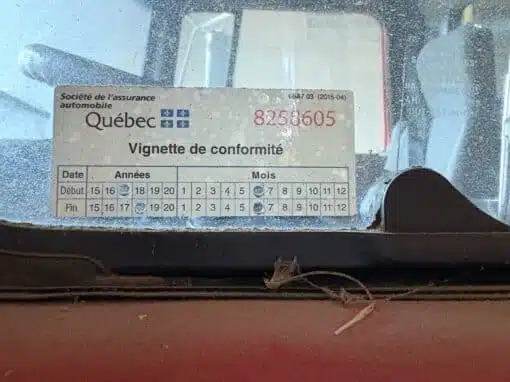 Société de l'assurance
automobile
Québec
8258605
Vignette de conformité
Date Années Mois
Début 15 16 18 19 20 1 2 3 4 5 7 8 9 10 11 12
Fin 15 16 17 19 20 1 2 3 4 5 7 8 9 10 11 12